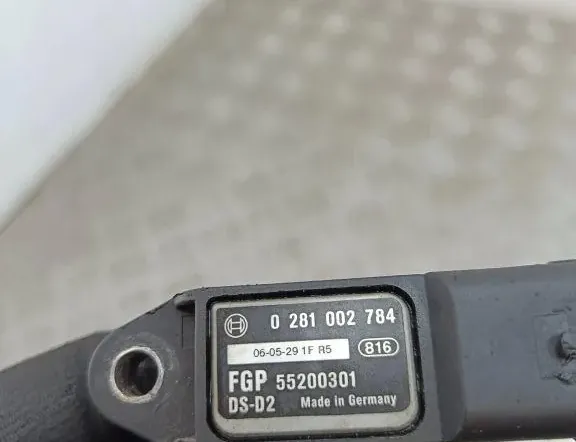 0 281 002 784
06-05-29 1F R5 816
FGP 55200301
DS-D2 Made in Germany